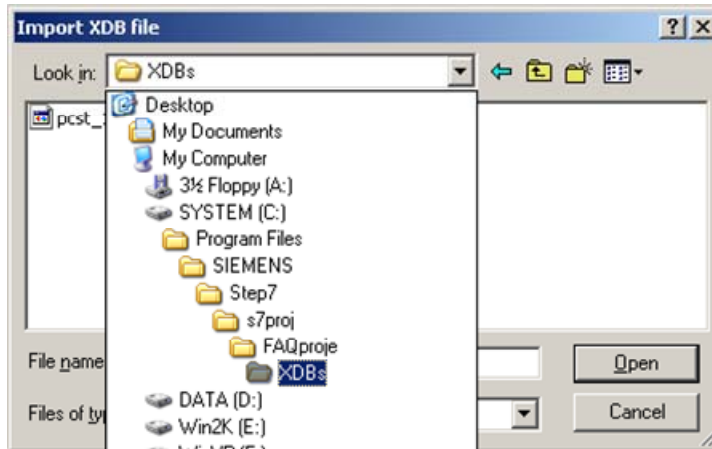 Import XDB file
Look in: XDBs
Desktop
pcst_
My Documents
My Computer
3½ Floppy (A:)
SYSTEM (C:)
Program Files
SIEMENS
Step7
s7proj
FAQproje
File name
Open
XDBs
DATA (D:)
Files of ty
Cancel
Win2K (E:)